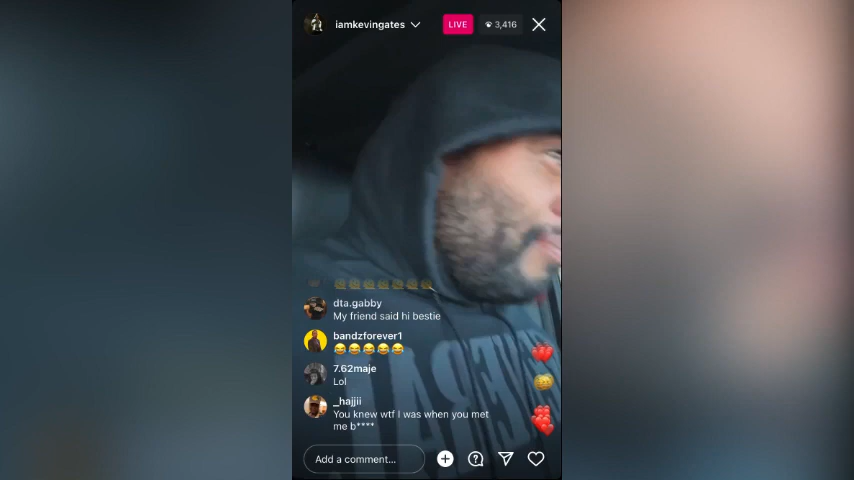 iamkevingates
LIVE
3,416
dta.gabby
My friend said hi bestie
bandzforever1
😂😂😂😂😂
7.62maje
Lol
_hajjii
You knew wtf I was when you met
me b****
Add a comment...